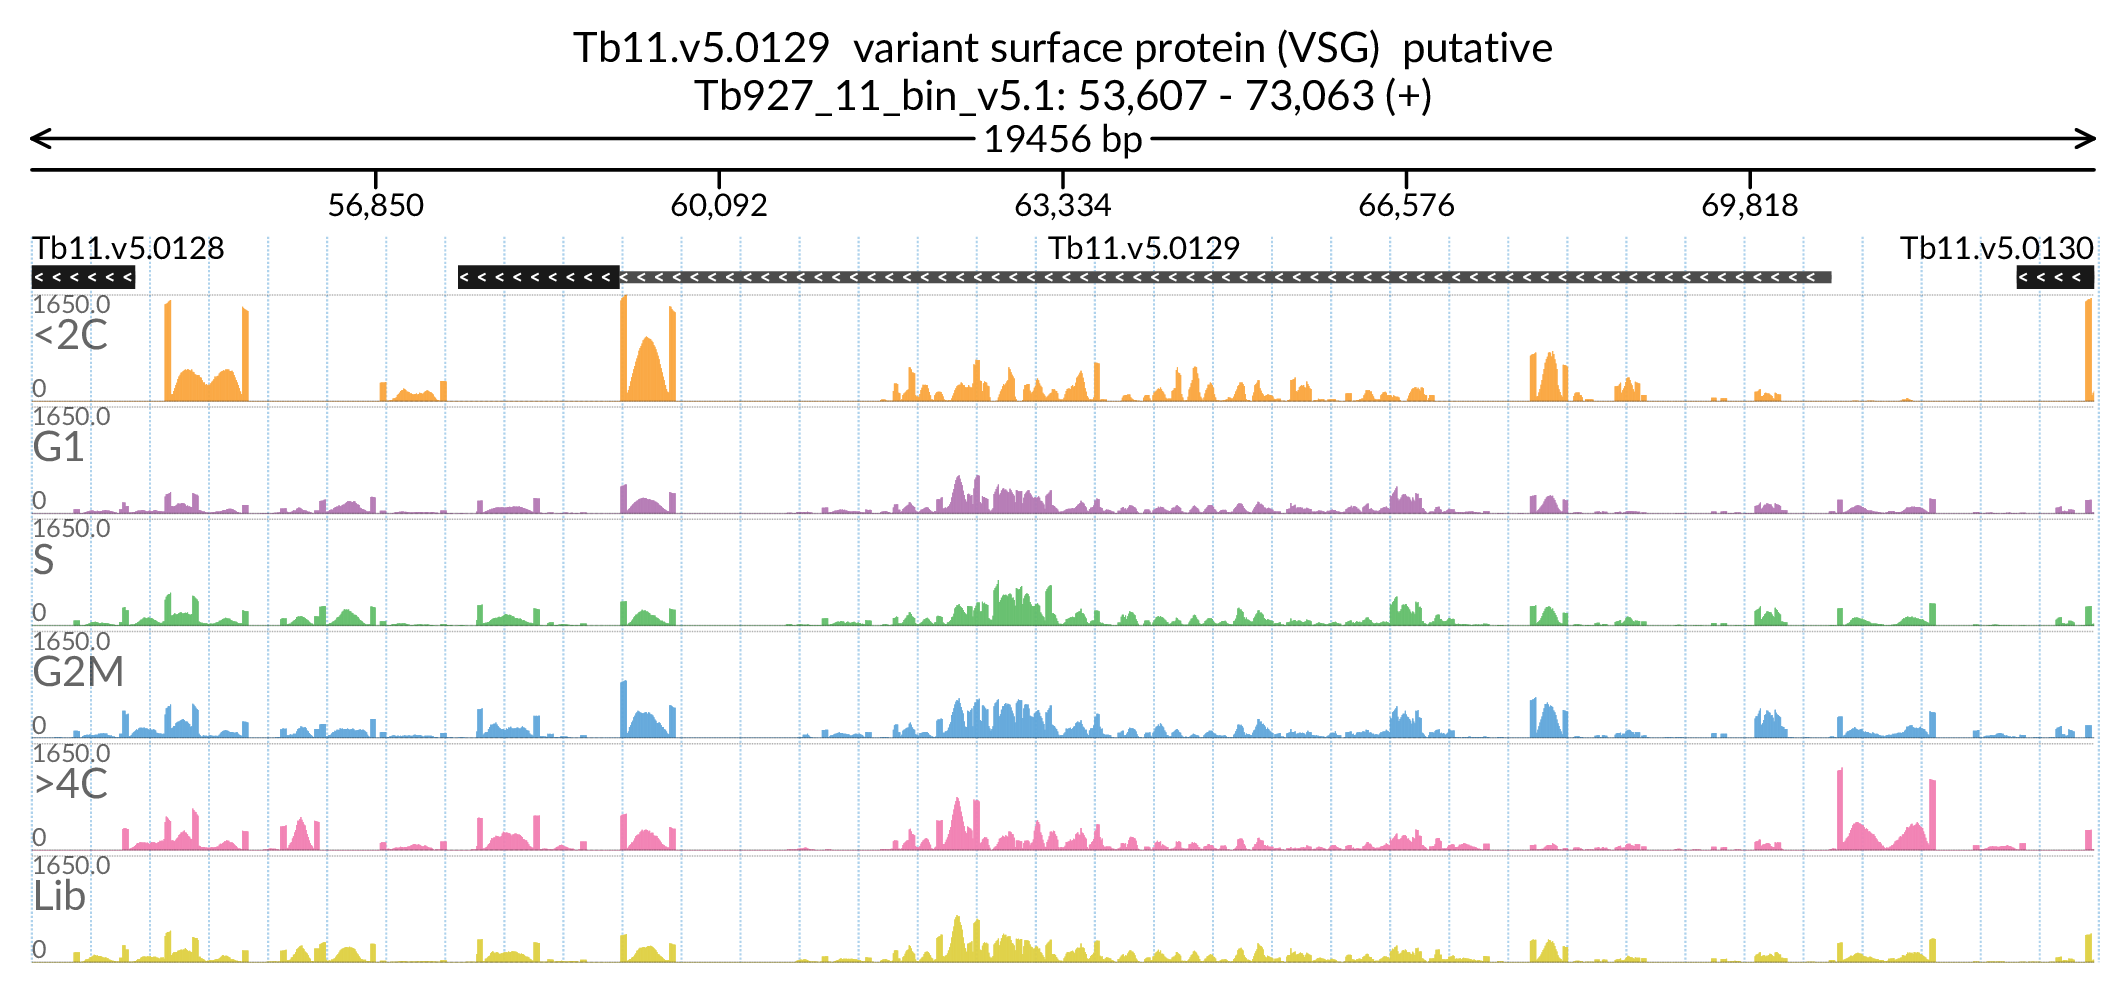 Tb11.v5.0129  variant surface protein (VSG)  putative
Tb927_11_bin_v5.1: 53,607 - 73,063 (+)
19456 bp
56,850 60,092 63,334 66,576 69,818
Tb11.v5.0128 Tb11.v5.0129 Tb11.v5.0130
1650.0
<2C
0
1650.0
G1
0
1650.0
S
0
1650.0
G2M
0
1650.0
>4C
0
1650.0
Lib
0